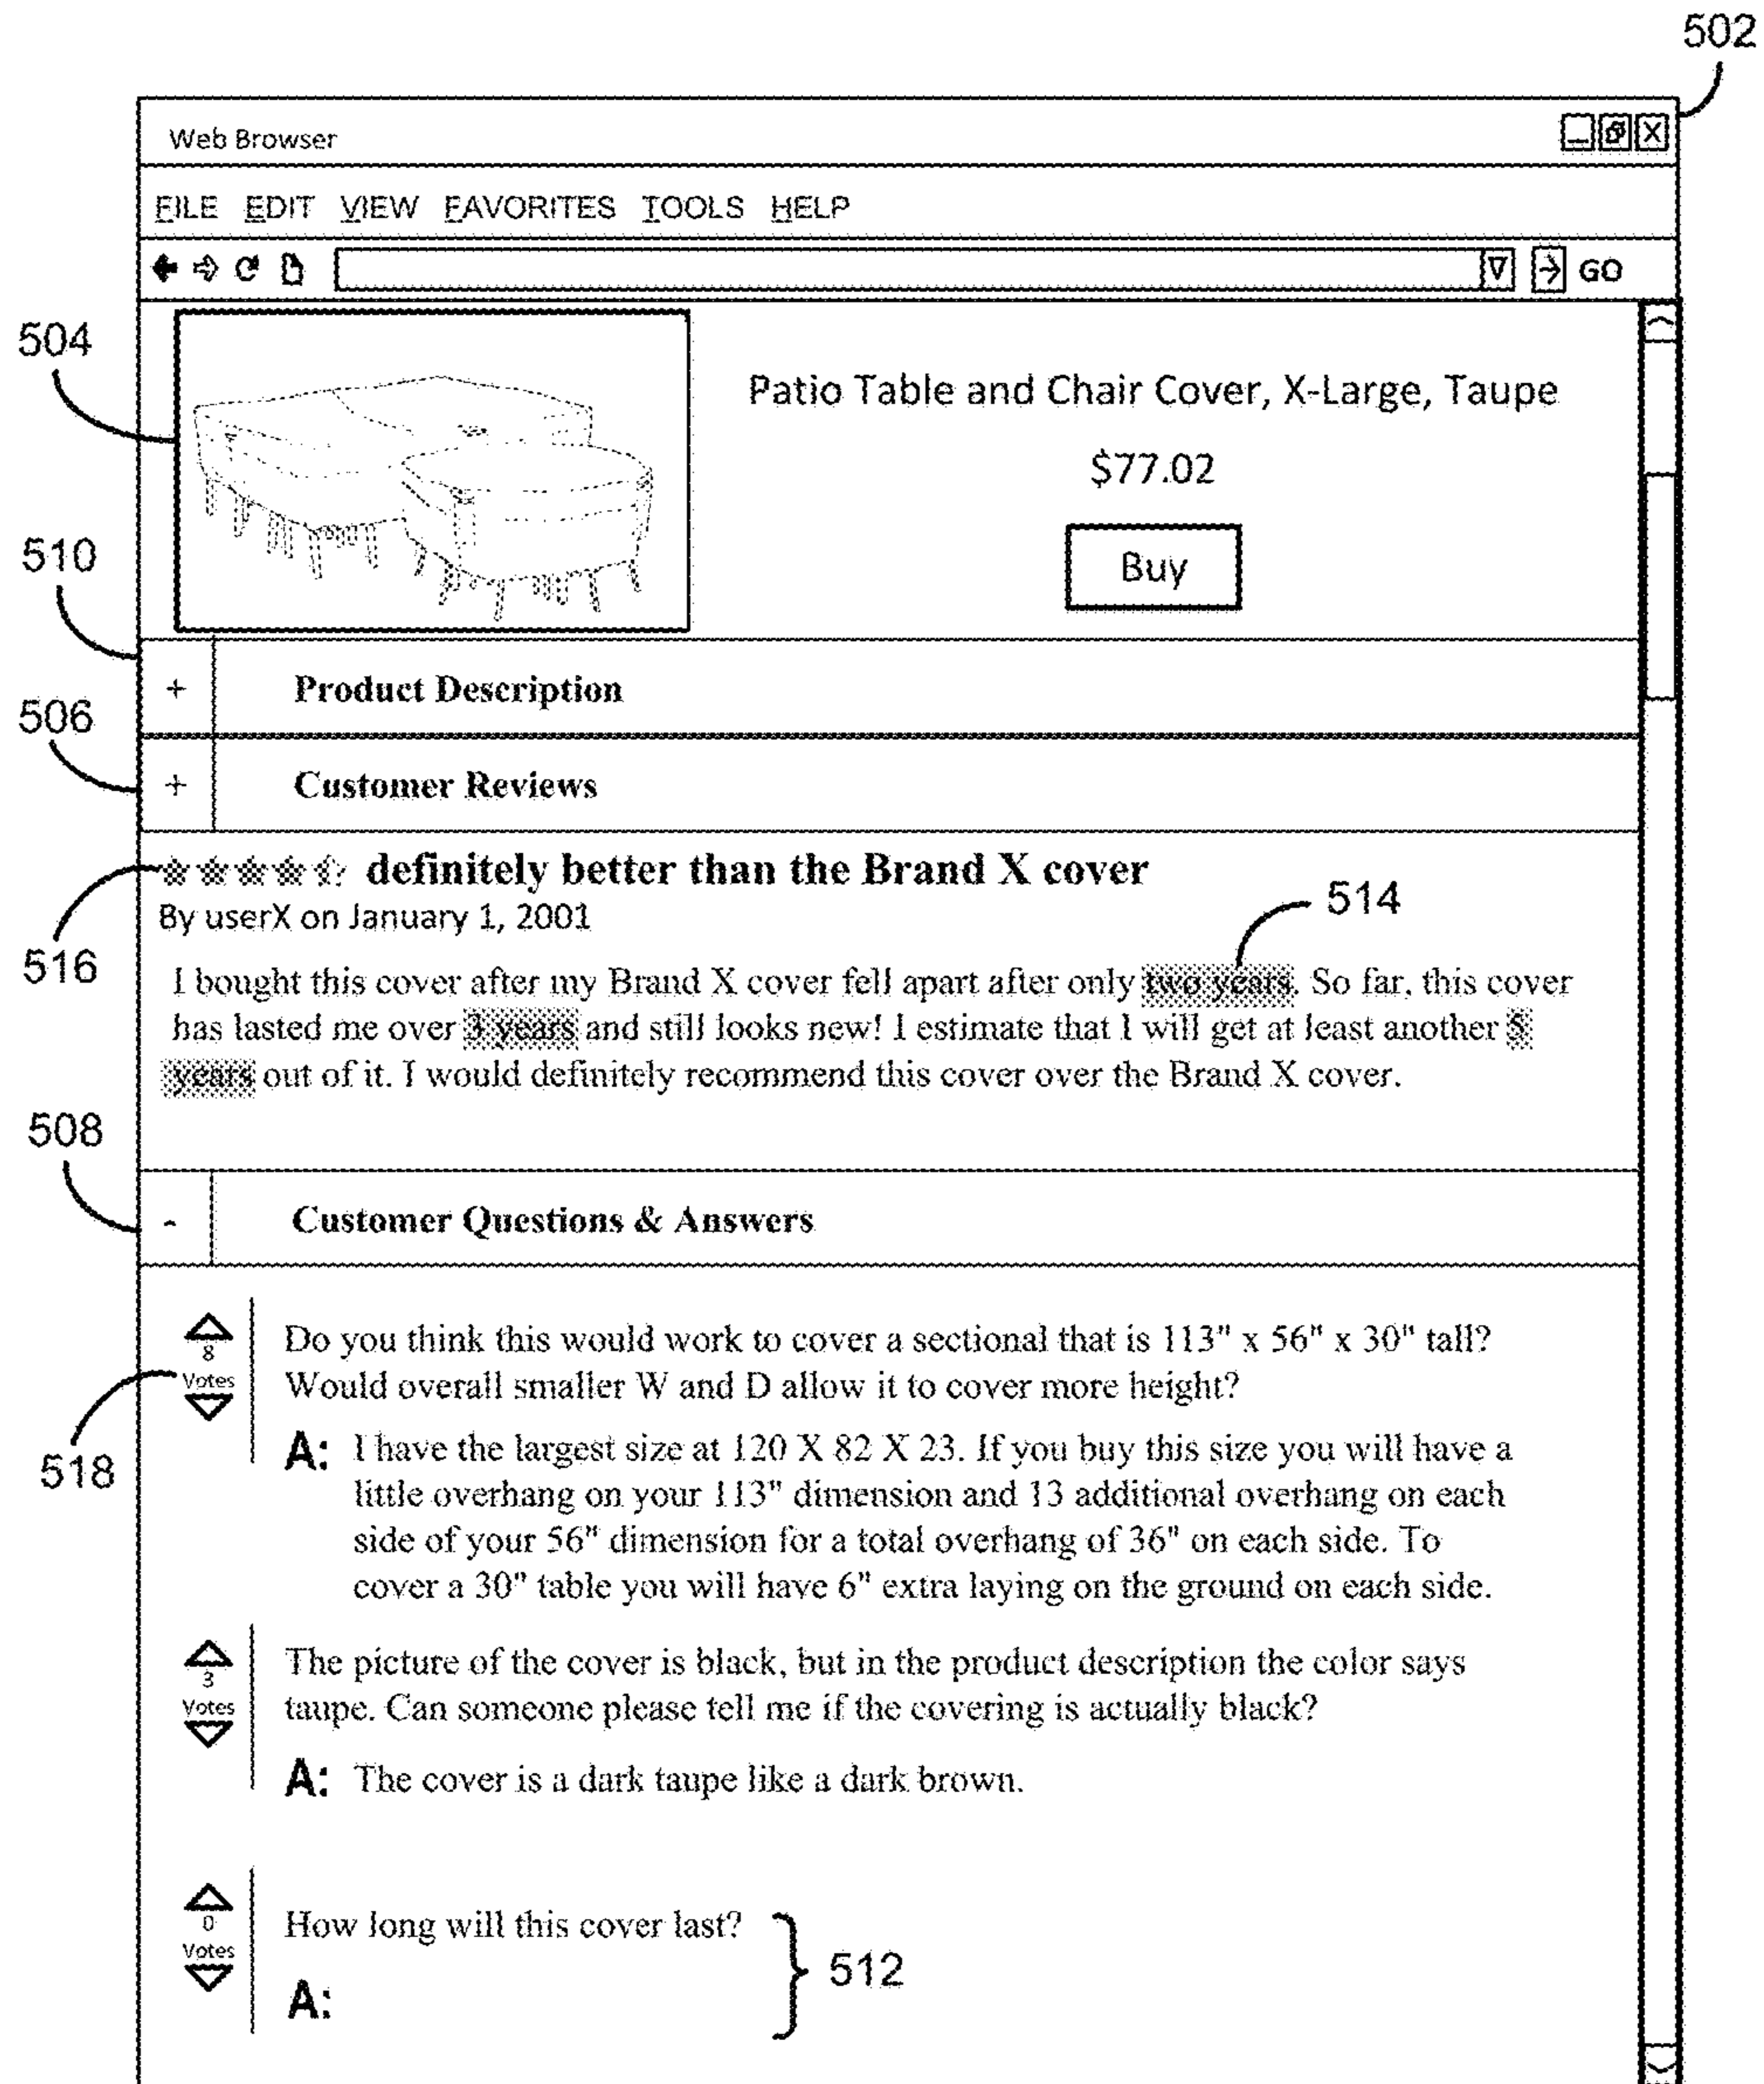 502
Web Browser
FILE EDIT VIEW FAVORITES TOOLS HELP
GO
504
Patio Table and Chair Cover, X-Large, Taupe
$77.02
Buy
510
+ Product Description
506
+ Customer Reviews
definitely better than the Brand X cover
By userX on January 1, 2001
514
516
I bought this cover after my Brand X cover fell apart after only two years. So far, this cover
has lasted me over 3 years and still looks new! I estimate that I will get at least another 5
years out of it. I would definitely recommend this cover over the Brand X cover.
508
- Customer Questions & Answers
8
Votes
518
Do you think this would work to cover a sectional that is 113" x 56" x 30" tall?
Would overall smaller W and D allow it to cover more height?
A: I have the largest size at 120 X 82 X 23. If you buy this size you will have a
little overhang on your 113" dimension and 13 additional overhang on each
side of your 56" dimension for a total overhang of 36" on each side. To
cover a 30" table you will have 6" extra laying on the ground on each side.
3
Votes
The picture of the cover is black, but in the product description the color says
taupe. Can someone please tell me if the covering is actually black?
A: The cover is a dark taupe like a dark brown.
0
Votes
How long will this cover last?
A:
512